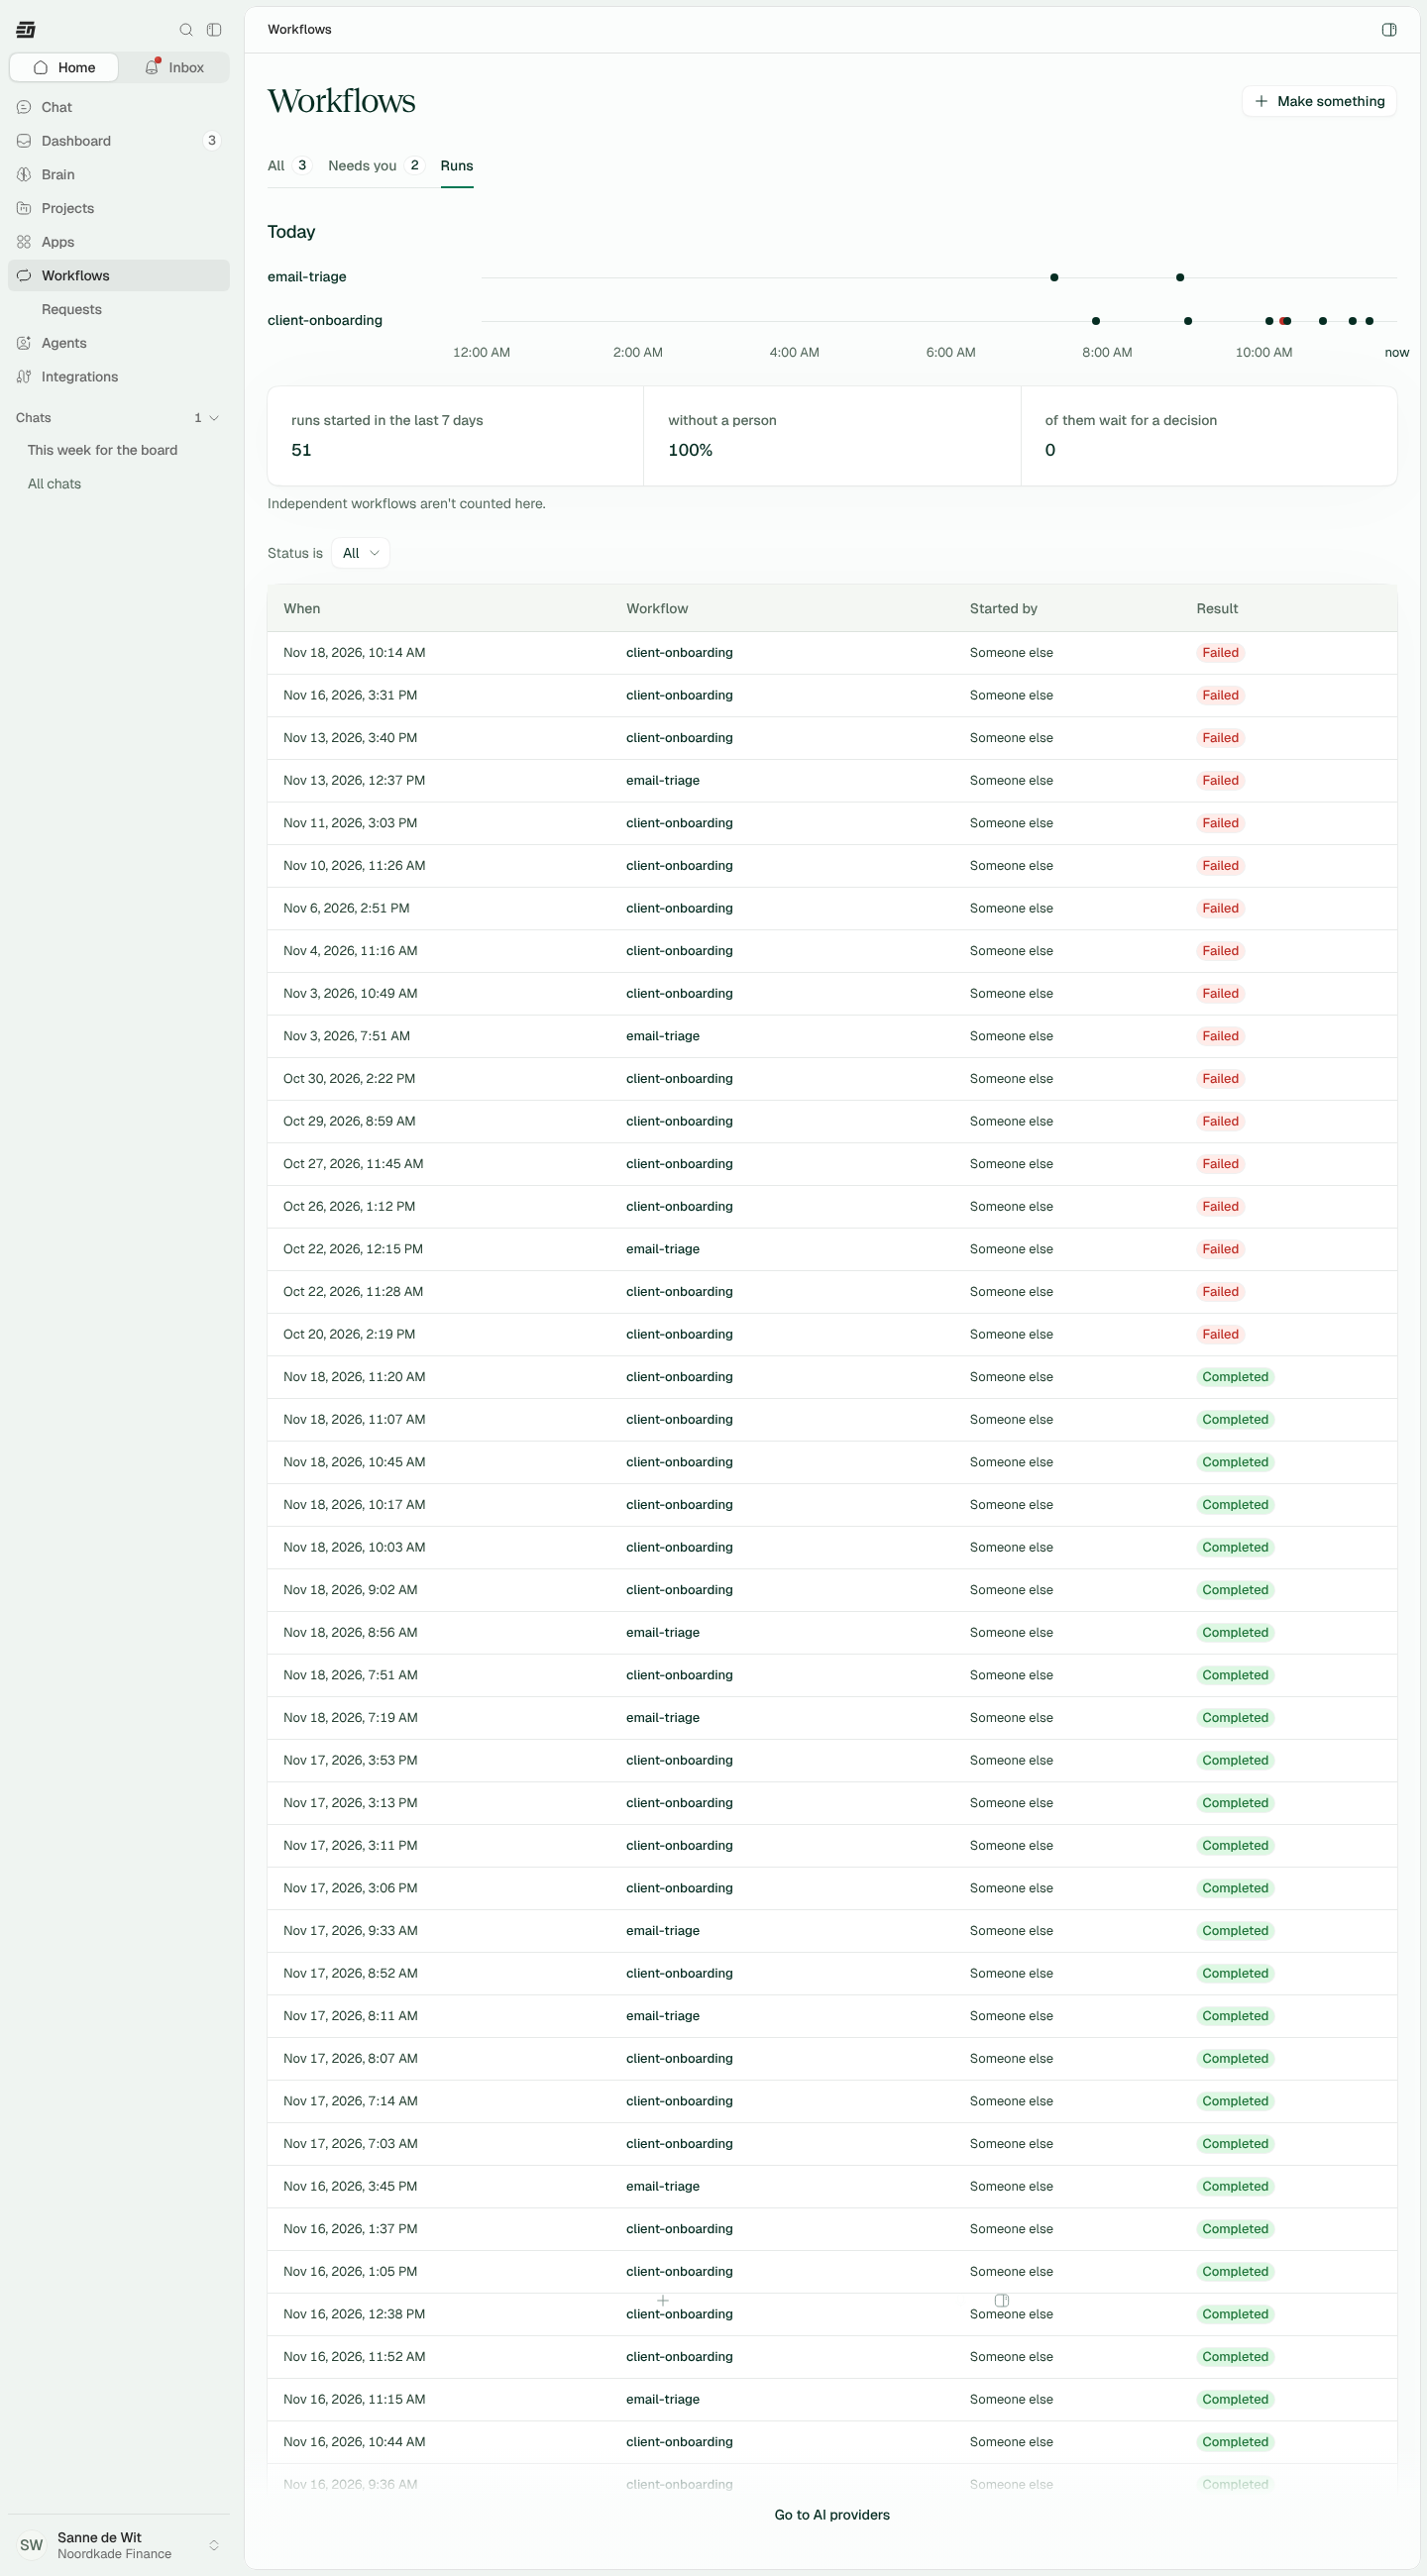 Home
Inbox
Chat
Dashboard 3
Brain
Projects
Apps
Workflows
Requests
Agents
Integrations
Chats 1
This week for the board
All chats
SW
Sanne de Wit
Noordkade Finance
Workflows
Workflows
Make something
All 3 Needs you 2 Runs
Today
email-triage
client-onboarding
12:00 AM 2:00 AM 4:00 AM 6:00 AM 8:00 AM 10:00 AM now
runs started in the last 7 days
51
without a person
100%
of them wait for a decision
0
Independent workflows aren't counted here.
Status is All
When Workflow Started by Result
Nov 18, 2026, 10:14 AM client-onboarding Someone else Failed
Nov 16, 2026, 3:31 PM client-onboarding Someone else Failed
Nov 13, 2026, 3:40 PM client-onboarding Someone else Failed
Nov 13, 2026, 12:37 PM email-triage Someone else Failed
Nov 11, 2026, 3:03 PM client-onboarding Someone else Failed
Nov 10, 2026, 11:26 AM client-onboarding Someone else Failed
Nov 6, 2026, 2:51 PM client-onboarding Someone else Failed
Nov 4, 2026, 11:16 AM client-onboarding Someone else Failed
Nov 3, 2026, 10:49 AM client-onboarding Someone else Failed
Nov 3, 2026, 7:51 AM email-triage Someone else Failed
Oct 30, 2026, 2:22 PM client-onboarding Someone else Failed
Oct 29, 2026, 8:59 AM client-onboarding Someone else Failed
Oct 27, 2026, 11:45 AM client-onboarding Someone else Failed
Oct 26, 2026, 1:12 PM client-onboarding Someone else Failed
Oct 22, 2026, 12:15 PM email-triage Someone else Failed
Oct 22, 2026, 11:28 AM client-onboarding Someone else Failed
Oct 20, 2026, 2:19 PM client-onboarding Someone else Failed
Nov 18, 2026, 11:20 AM client-onboarding Someone else Completed
Nov 18, 2026, 11:07 AM client-onboarding Someone else Completed
Nov 18, 2026, 10:45 AM client-onboarding Someone else Completed
Nov 18, 2026, 10:17 AM client-onboarding Someone else Completed
Nov 18, 2026, 10:03 AM client-onboarding Someone else Completed
Nov 18, 2026, 9:02 AM client-onboarding Someone else Completed
Nov 18, 2026, 8:56 AM email-triage Someone else Completed
Nov 18, 2026, 7:51 AM client-onboarding Someone else Completed
Nov 18, 2026, 7:19 AM email-triage Someone else Completed
Nov 17, 2026, 3:53 PM client-onboarding Someone else Completed
Nov 17, 2026, 3:13 PM client-onboarding Someone else Completed
Nov 17, 2026, 3:11 PM client-onboarding Someone else Completed
Nov 17, 2026, 3:06 PM client-onboarding Someone else Completed
Nov 17, 2026, 9:33 AM email-triage Someone else Completed
Nov 17, 2026, 8:52 AM client-onboarding Someone else Completed
Nov 17, 2026, 8:11 AM email-triage Someone else Completed
Nov 17, 2026, 8:07 AM client-onboarding Someone else Completed
Nov 17, 2026, 7:14 AM client-onboarding Someone else Completed
Nov 17, 2026, 7:03 AM client-onboarding Someone else Completed
Nov 16, 2026, 3:45 PM email-triage Someone else Completed
Nov 16, 2026, 1:37 PM client-onboarding Someone else Completed
Nov 16, 2026, 1:05 PM client-onboarding Someone else Completed
Nov 16, 2026, 12:38 PM client-onboarding Someone else Completed
Nov 16, 2026, 11:52 AM client-onboarding Someone else Completed
Nov 16, 2026, 11:15 AM email-triage Someone else Completed
Nov 16, 2026, 10:44 AM client-onboarding Someone else Completed
Nov 16, 2026, 9:36 AM client-onboarding Someone else Completed
Go to AI providers